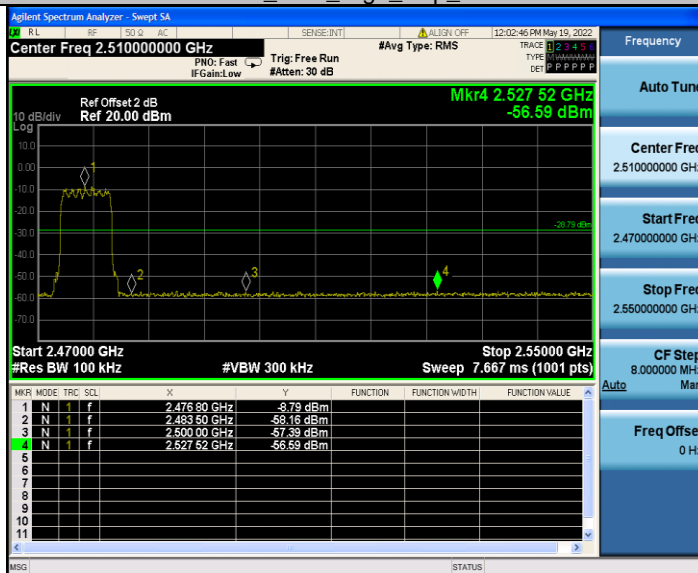 Agilent Spectrum Analyzer - Swept SA
RL RF 50 Ω AC SENSE:INT ALIGN OFF 12:02:46 PM May 19, 2022
Center Freq 2.510000000 GHz #Avg Type: RMS TRACE 1 2 3 4 5 6
PNO: Fast Trig: Free Run TYPE M
IFGain:Low #Atten: 30 dB DET P P P P P P
Mkr4 2.527 52 GHz
-56.59 dBm
Ref Offset 2 dB
10 dB/div Ref 20.00 dBm
Log
10.0
0.00
-10.0
-20.0
-30.0
-40.0
-50.0
-60.0
-70.0
1
2
3
4
-28.79 dBm
Start 2.47000 GHz Stop 2.55000 GHz
#Res BW 100 kHz #VBW 300 kHz Sweep 7.667 ms (1001 pts)
MKR MODE TRC SCL X Y FUNCTION FUNCTION WIDTH FUNCTION VALUE
1 N 1 f 2.476 80 GHz -8.79 dBm
2 N 1 f 2.483 50 GHz -58.16 dBm
3 N 1 f 2.500 00 GHz -57.39 dBm
4 N 1 f 2.527 52 GHz -56.59 dBm
5
6
7
8
9
10
11
MSG STATUS
Frequency
Auto Tune
Center Freq
2.510000000 GHz
Start Freq
2.470000000 GHz
Stop Freq
2.550000000 GHz
CF Step
8.000000 MHz
Auto Man
Freq Offset
0 Hz